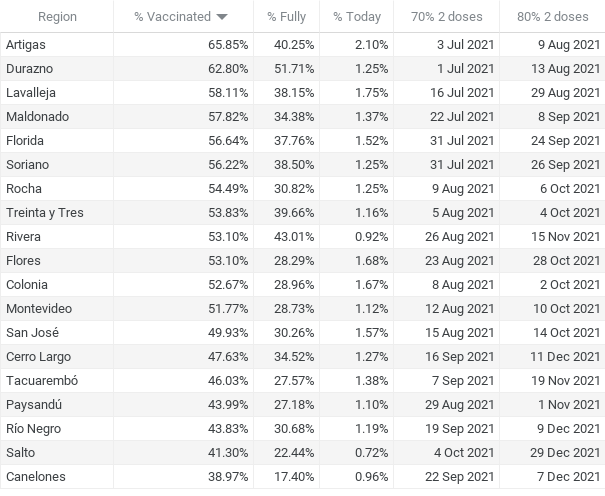 Region % Vaccinated % Fully % Today 70% 2 doses 80% 2 doses
Artigas 65.85% 40.25% 2.10% 3 Jul 2021 9 Aug 2021
Durazno 62.80% 51.71% 1.25% 1 Jul 2021 13 Aug 2021
Lavalleja 58.11% 38.15% 1.75% 16 Jul 2021 29 Aug 2021
Maldonado 57.82% 34.38% 1.37% 22 Jul 2021 8 Sep 2021
Florida 56.64% 37.76% 1.52% 31 Jul 2021 24 Sep 2021
Soriano 56.22% 38.50% 1.25% 31 Jul 2021 26 Sep 2021
Rocha 54.49% 30.82% 1.25% 9 Aug 2021 6 Oct 2021
Treinta y Tres 53.83% 39.66% 1.16% 5 Aug 2021 4 Oct 2021
Rivera 53.10% 43.01% 0.92% 26 Aug 2021 15 Nov 2021
Flores 53.10% 28.29% 1.68% 23 Aug 2021 28 Oct 2021
Colonia 52.67% 28.96% 1.67% 8 Aug 2021 2 Oct 2021
Montevideo 51.77% 28.73% 1.12% 12 Aug 2021 10 Oct 2021
San José 49.93% 30.26% 1.57% 15 Aug 2021 14 Oct 2021
Cerro Largo 47.63% 34.52% 1.27% 16 Sep 2021 11 Dec 2021
Tacuarembó 46.03% 27.57% 1.38% 7 Sep 2021 19 Nov 2021
Paysandú 43.99% 27.18% 1.10% 29 Aug 2021 1 Nov 2021
Río Negro 43.83% 30.68% 1.19% 19 Sep 2021 9 Dec 2021
Salto 41.30% 22.44% 0.72% 4 Oct 2021 29 Dec 2021
Canelones 38.97% 17.40% 0.96% 22 Sep 2021 7 Dec 2021